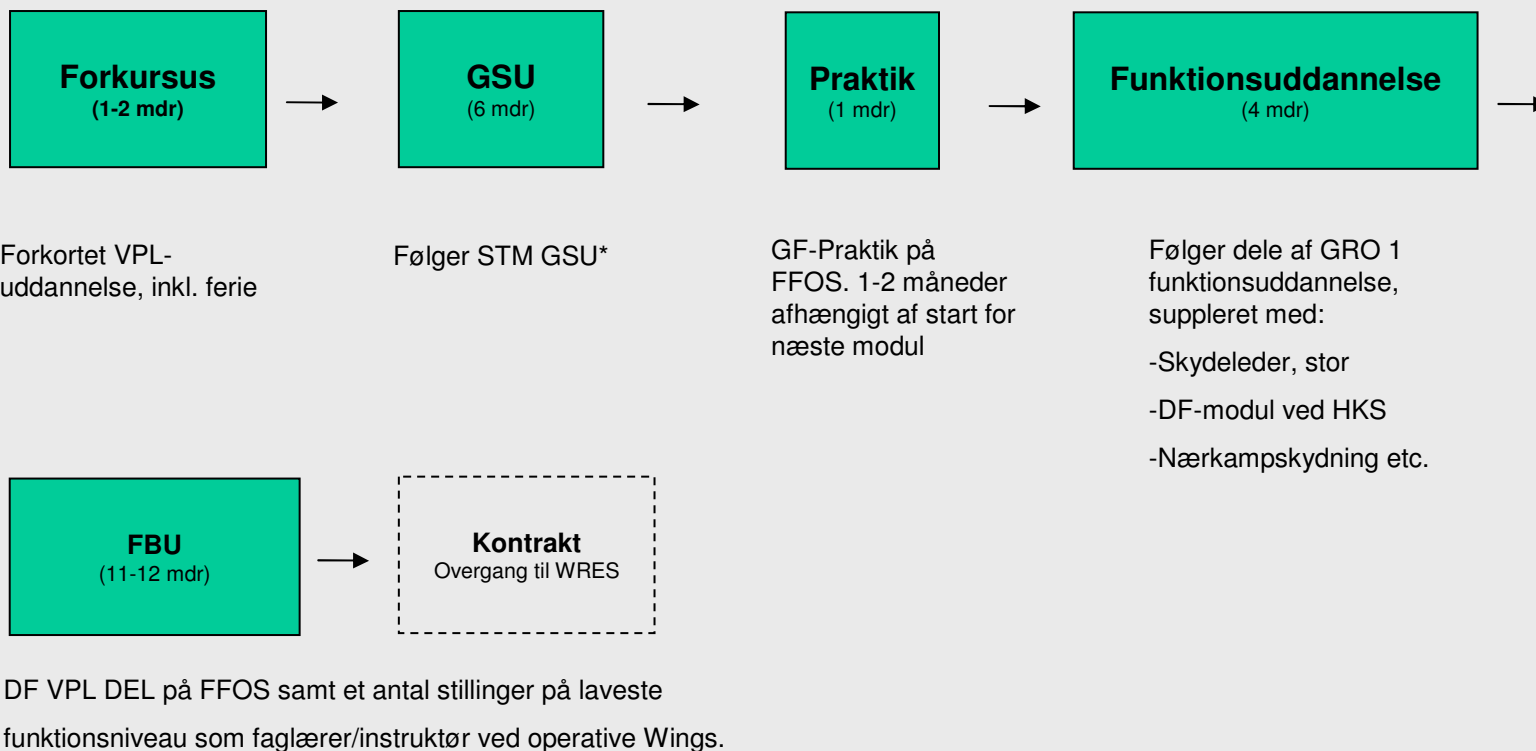 Forkursus
(1-2 mdr)
GSU
(6 mdr)
Praktik
(1 mdr)
Funktionsuddannelse
(4 mdr)
Forkortet VPL-
uddannelse, inkl. ferie
Følger STM GSU*
GF-Praktik på
FFOS. 1-2 måneder
afhængigt af start for
næste modul
Følger dele af GRO 1
funktionsuddannelse,
suppleret med:
-Skydeleder, stor
-DF-modul ved HKS
-Nærkampskydning etc.
FBU
(11-12 mdr)
Kontrakt
Overgang til WRES
DF VPL DEL på FFOS samt et antal stillinger på laveste
funktionsniveau som faglærer/instruktør ved operative Wings.